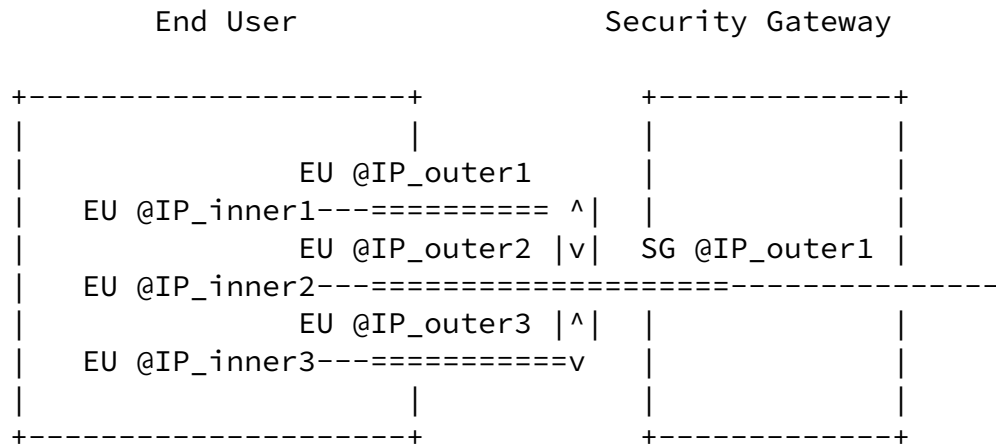 End User Security Gateway
EU @IP_outer1
EU @IP_inner1---========== ^|
EU @IP_outer2 |v| SG @IP_outer1
EU @IP_inner2---====================---------------
EU @IP_outer3 |^|
EU @IP_inner3---===========v